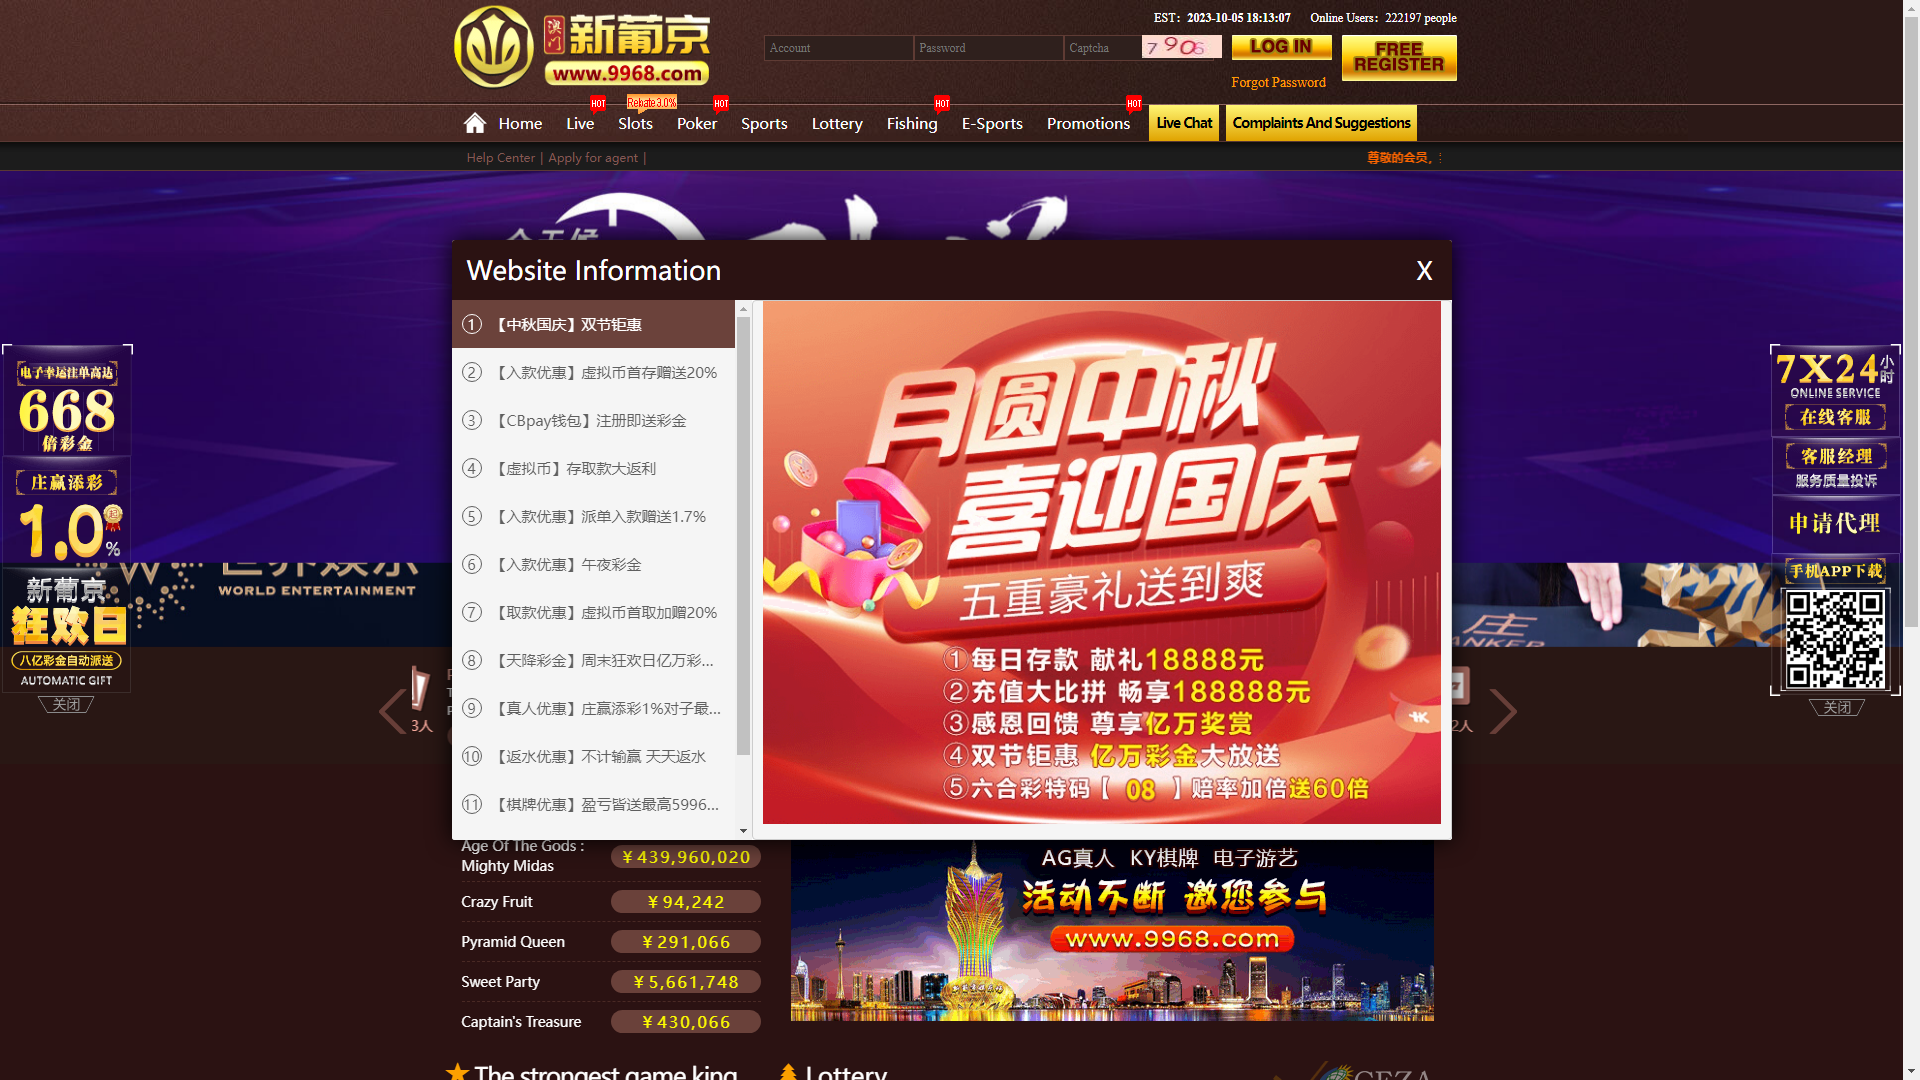 澳门 新葡京
www.9968.com
EST：2023-10-05 18:13:07 Online Users：222197 people
Account Password Captcha LOG IN FREE REGISTER
Forgot Password
HOT Rebate 3.0% HOT HOT HOT
Home Live Slots Poker Sports Lottery Fishing E-Sports Promotions Live Chat Complaints And Suggestions
Help Center | Apply for agent |
尊敬的会员，
Website Information X
1 【中秋国庆】双节钜惠
2 【入款优惠】虚拟币首存赠送20%
3 【CBpay钱包】注册即送彩金
4 【虚拟币】存取款大返利
5 【入款优惠】派单入款赠送1.7%
6 【入款优惠】午夜彩金
7 【取款优惠】虚拟币首取加赠20%
8 【天降彩金】周末狂欢日亿万彩...
9 【真人优惠】庄赢添彩1%对子最...
10 【返水优惠】不计输赢 天天返水
11 【棋牌优惠】盈亏皆送最高5996...
月圆中秋
喜迎国庆
五重豪礼送到爽
①每日存款 献礼18888元
②充值大比拼 畅享188888元
③感恩回馈 尊享亿万奖赏
④双节钜惠 亿万彩金大放送
⑤六合彩特码【 08 】赔率加倍送60倍
电子幸运注单高达
668
倍彩金
庄赢添彩
1.0%
新葡京
狂欢日
八亿彩金自动派送
AUTOMATIC GIFT
关闭
WORLD ENTERTAINMENT
7X24小时
ONLINE SERVICE
在线客服
客服经理
服务质量投诉
申请代理
手机APP下载
关闭
庄
3人
2人
Age Of The Gods :
Mighty Midas ¥ 439,960,020
Crazy Fruit ¥ 94,242
Pyramid Queen ¥ 291,066
Sweet Party ¥ 5,661,748
Captain's Treasure ¥ 430,066
AG真人 KY棋牌 电子游艺
活动不断 邀您参与
www.9968.com
The strongest game king
Lottery
CEZA